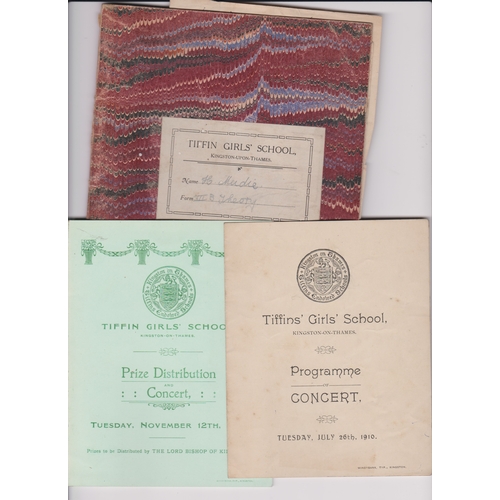 TIFFIN GIRLS' SCHOOL,
KINGSTON-UPON-THAMES.
Name
Form
TIFFIN GIRLS' SCHOO
KINGSTON-ON-THAMES.
Prize Distribution
AND
: : Concert, : :
TUESDAY, NOVEMBER 12TH,
Prizes to be Distributed by THE LORD BISHOP OF
Tiffins' Girls' School,
KINGSTON-ON-THAMES.
Programme
OF
CONCERT,
TUESDAY, JULY 26TH, 1910.